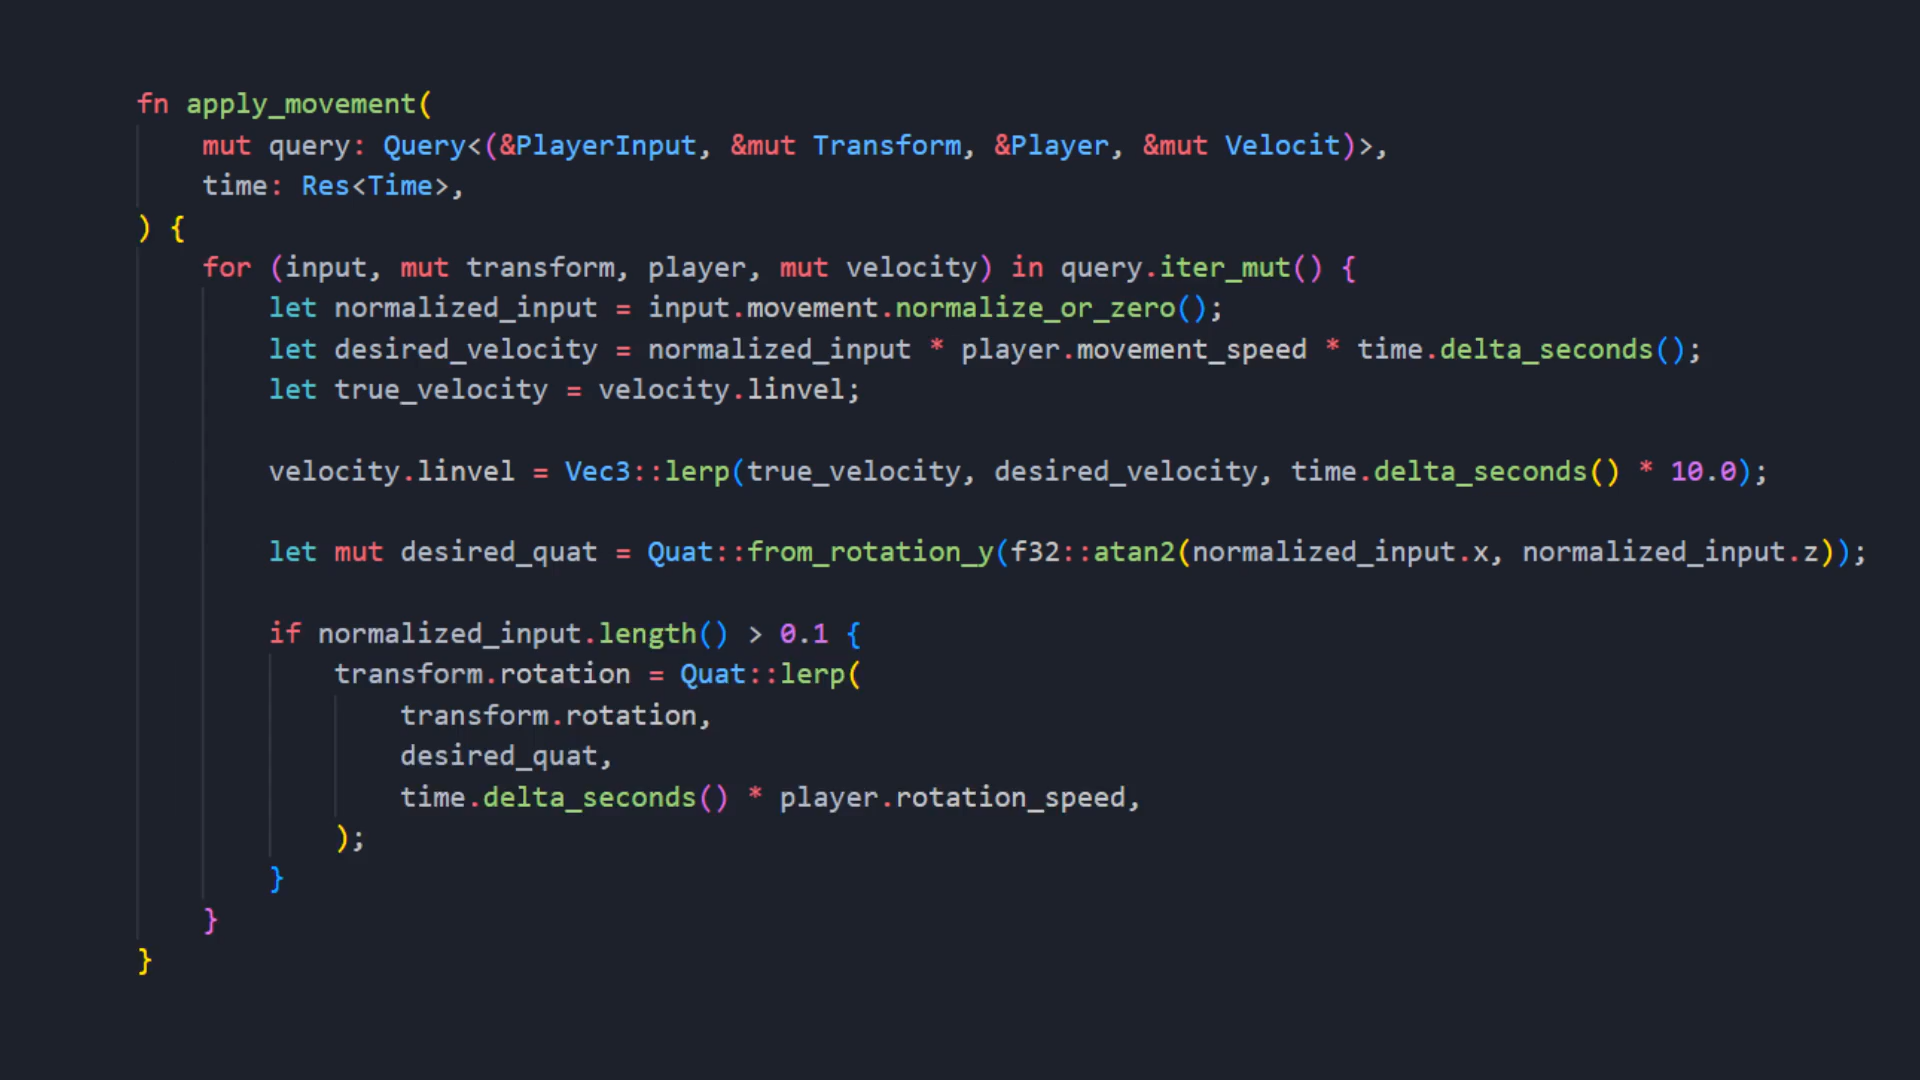 fn apply_movement(
    mut query: Query<(&PlayerInput, &mut Transform, &Player, &mut Velocit)>,
    time: Res<Time>,
) {
    for (input, mut transform, player, mut velocity) in query.iter_mut() {
        let normalized_input = input.movement.normalize_or_zero();
        let desired_velocity = normalized_input * player.movement_speed * time.delta_seconds();
        let true_velocity = velocity.linvel;

        velocity.linvel = Vec3::lerp(true_velocity, desired_velocity, time.delta_seconds() * 10.0);

        let mut desired_quat = Quat::from_rotation_y(f32::atan2(normalized_input.x, normalized_input.z));

        if normalized_input.length() > 0.1 {
            transform.rotation = Quat::lerp(
                transform.rotation,
                desired_quat,
                time.delta_seconds() * player.rotation_speed,
            );
        }
    }
}